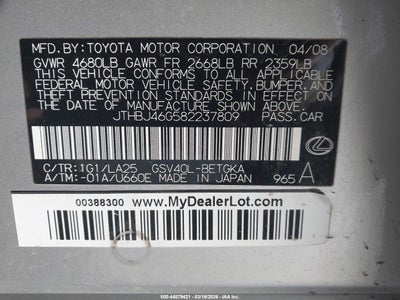 MFD. BY: TOYOTA MOTOR CORPORATION 04/08
GVWR 4680LB GAWR FR 2668LB RR 2359LB
THIS VEHICLE CONFORMS TO ALL APPLICABLE
FEDERAL MOTOR VEHICLE SAFETY, BUMPER, AND
THEFT PREVENTION STANDARDS IN EFFECT ON
THE DATE OF MANUFACTURE SHOWN ABOVE.
JTHBJ46G582237809 PASS.CAR
C/TR:1G1/LA25 GSV40L-BETGKA
A/TM:-01A/U660E MADE IN JAPAN 965 A
00388300 www.MyDealerLot.com
000-44579421 - 03/18/2026 - IAA Inc.